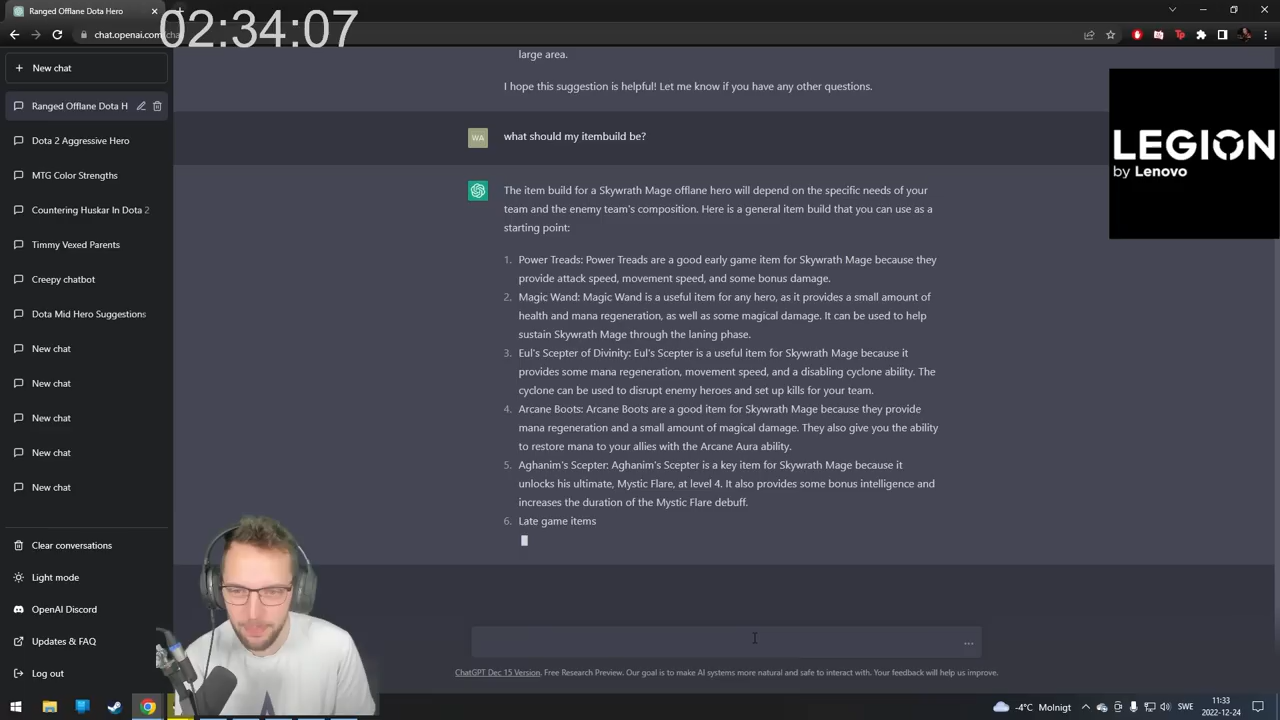 Ranged Offlane Dota H
02:34:07
chat.openai.com/cha
New chat
Ranged Offlane Dota H
Dota 2 Aggressive Hero
MTG Color Strengths
Countering Huskar In Dota 2
Timmy Vexed Parents
Creepy chatbot
Dota Mid Hero Suggestions
New chat
New chat
New chat
New chat
New chat
Clear conversations
Light mode
OpenAI Discord
Updates & FAQ
Log out
large area.
I hope this suggestion is helpful! Let me know if you have any other questions.
WA
what should my itembuild be?
The item build for a Skywrath Mage offlane hero will depend on the specific needs of your
team and the enemy team's composition. Here is a general item build that you can use as a
starting point:
1. Power Treads: Power Treads are a good early game item for Skywrath Mage because they
provide attack speed, movement speed, and some bonus damage.
2. Magic Wand: Magic Wand is a useful item for any hero, as it provides a small amount of
health and mana regeneration, as well as some magical damage. It can be used to help
sustain Skywrath Mage through the laning phase.
3. Eul's Scepter of Divinity: Eul's Scepter is a useful item for Skywrath Mage because it
provides some mana regeneration, movement speed, and a disabling cyclone ability. The
cyclone can be used to disrupt enemy heroes and set up kills for your team.
4. Arcane Boots: Arcane Boots are a good item for Skywrath Mage because they provide
mana regeneration and a small amount of magical damage. They also give you the ability
to restore mana to your allies with the Arcane Aura ability.
5. Aghanim's Scepter: Aghanim's Scepter is a key item for Skywrath Mage because it
unlocks his ultimate, Mystic Flare, at level 4. It also provides some bonus intelligence and
increases the duration of the Mystic Flare debuff.
6. Late game items
ChatGPT Dec 15 Version. Free Research Preview. Our goal is to make AI systems more natural and safe to interact with. Your feedback will help us improve.
LEGION
by Lenovo
-4°C Molnigt
SWE
11:33
2022-12-24